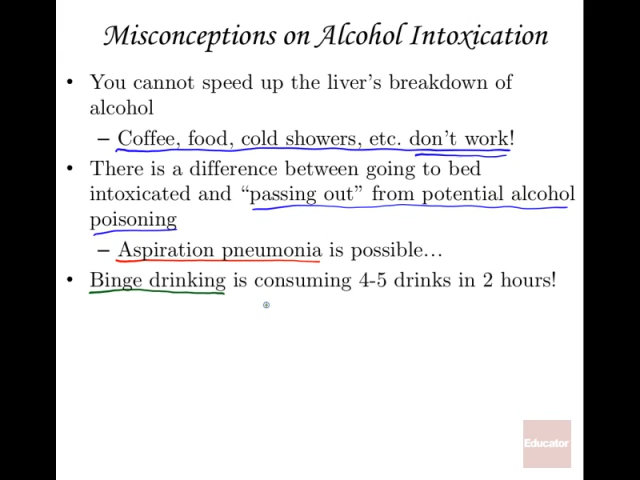 Misconceptions on Alcohol Intoxication
• You cannot speed up the liver's breakdown of
alcohol
– Coffee, food, cold showers, etc. don't work!
• There is a difference between going to bed
intoxicated and “passing out” from potential alcohol
poisoning
– Aspiration pneumonia is possible…
• Binge drinking is consuming 4-5 drinks in 2 hours!
Educator